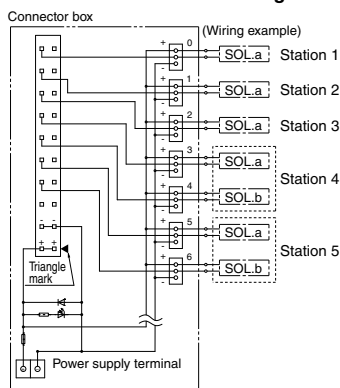 Connector box
(Wiring example)
+ 0
-
SOL.a Station 1
+ 1
-
SOL.a Station 2
+ 2
-
SOL.a Station 3
+ 3
-
SOL.a
Station 4
+ 4
-
SOL.b
+ 5
-
SOL.a
Station 5
+ 6
-
SOL.b
- -
+ +
Triangle
mark
Power supply terminal